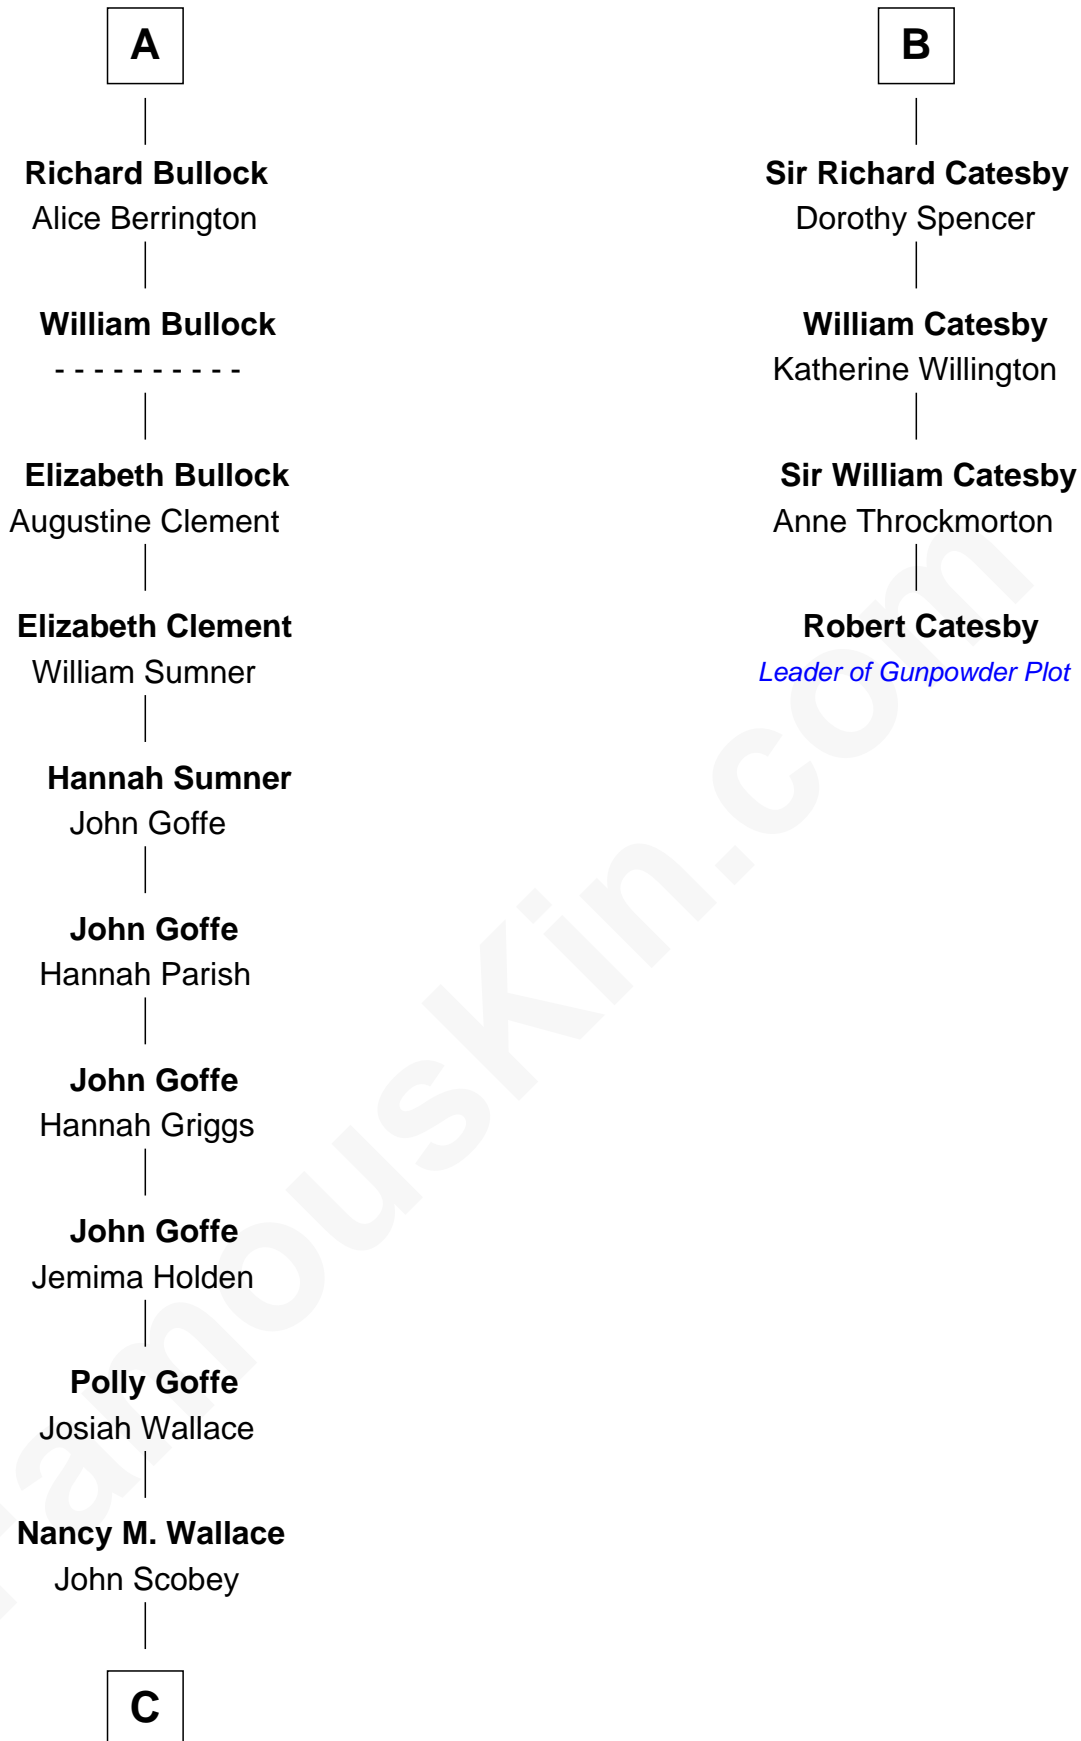 A
Richard Bullock
Alice Berrington
William Bullock
- - - - - - - - - -
Elizabeth Bullock
Augustine Clement
Elizabeth Clement
William Sumner
Hannah Sumner
John Goffe
John Goffe
Hannah Parish
John Goffe
Hannah Griggs
John Goffe
Jemima Holden
Polly Goffe
Josiah Wallace
Nancy M. Wallace
John Scobey
C
B
Sir Richard Catesby
Dorothy Spencer
William Catesby
Katherine Willington
Sir William Catesby
Anne Throckmorton
Robert Catesby
Leader of Gunpowder Plot
FamousKin.com